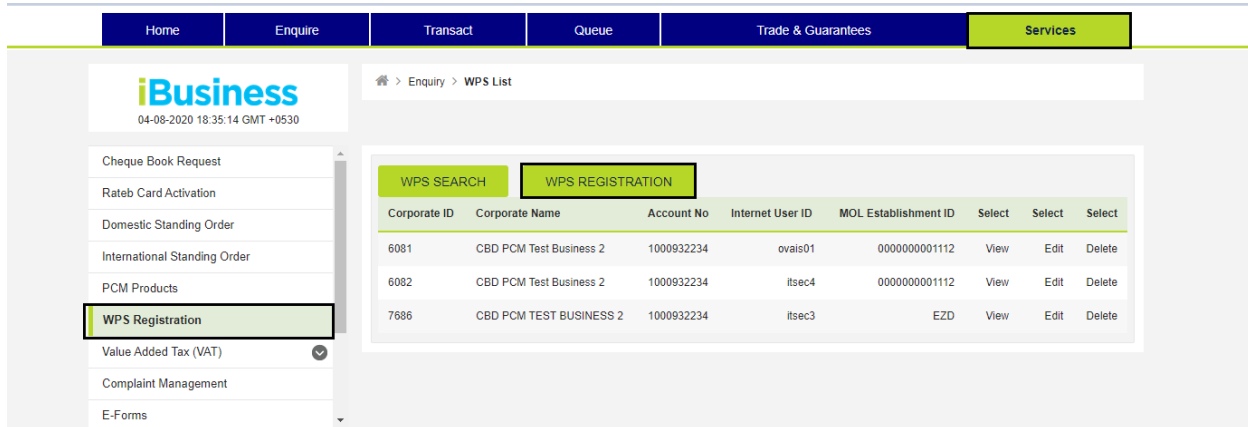 Home Enquire Transact Queue Trade & Guarantees Services
iBusiness
04-08-2020 18:35:14 GMT +0530
> Enquiry > WPS List
Cheque Book Request
Rateb Card Activation
Domestic Standing Order
International Standing Order
PCM Products
WPS Registration
Value Added Tax (VAT)
Complaint Management
E-Forms
WPS SEARCH WPS REGISTRATION
Corporate ID Corporate Name Account No Internet User ID MOL Establishment ID Select Select Select
6081 CBD PCM Test Business 2 1000932234 ovais01 0000000001112 View Edit Delete
6082 CBD PCM Test Business 2 1000932234 itsec4 0000000001112 View Edit Delete
7686 CBD PCM TEST BUSINESS 2 1000932234 itsec3 EZD View Edit Delete